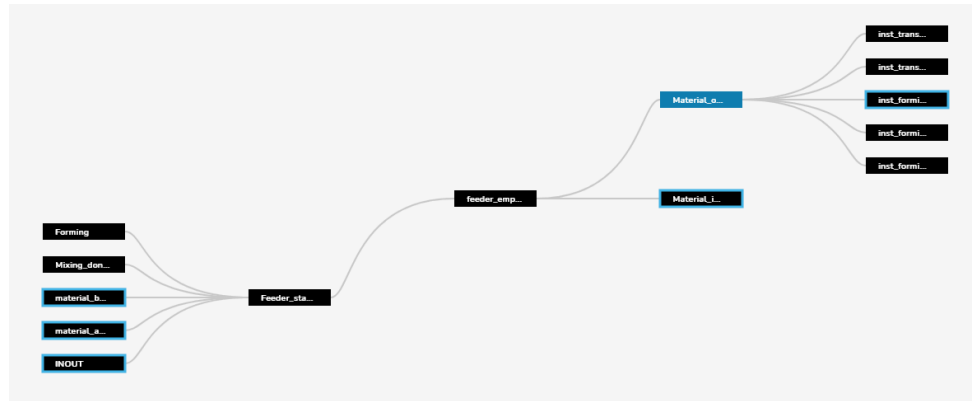 inst_trans...
inst_trans...
Material_o...
inst_formi...
inst_formi...
inst_formi...
feeder_emp...
Material_i...
Forming
Mixing_don...
material_b...
Feeder_sta...
material_a...
INOUT